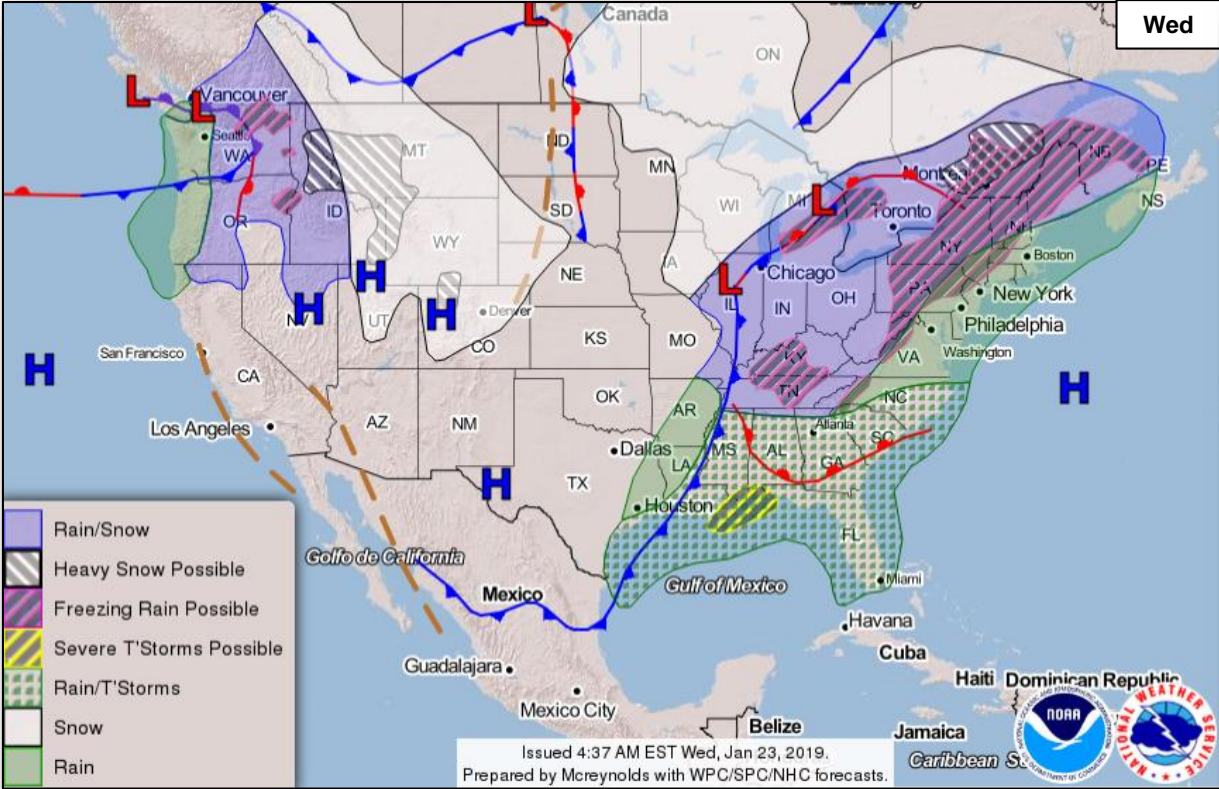 Wed
Canada
ON
L
L
L
Vancouver
Seattle
WA
MT
ND
MN
OR
ID
SD
WI
MI
L
Montreal
NB
PE
NS
Toronto
NH
NY
Boston
WY
IA
L
Chicago
H
H
H
NV
UT
NE
IL
IN
OH
PA
New York
Philadelphia
Denver
CO
KS
MO
KY
VA
Washington
San Francisco
H
CA
H
OK
TN
NC
Los Angeles
AZ
NM
AR
Atlanta
SC
Dallas
LA
MS
AL
GA
H
TX
Houston
FL
Rain/Snow
Heavy Snow Possible
Freezing Rain Possible
Severe T'Storms Possible
Rain/T'Storms
Snow
Rain
Golfo de California
Mexico
Gulf of Mexico
Miami
Havana
Cuba
Guadalajara
Mexico City
Haiti
Dominican Republic
Belize
Jamaica
Caribbean
Issued 4:37 AM EST Wed, Jan 23, 2019.
Prepared by Mcreynolds with WPC/SPC/NHC forecasts.
NOAA
NATIONAL WEATHER SERVICE